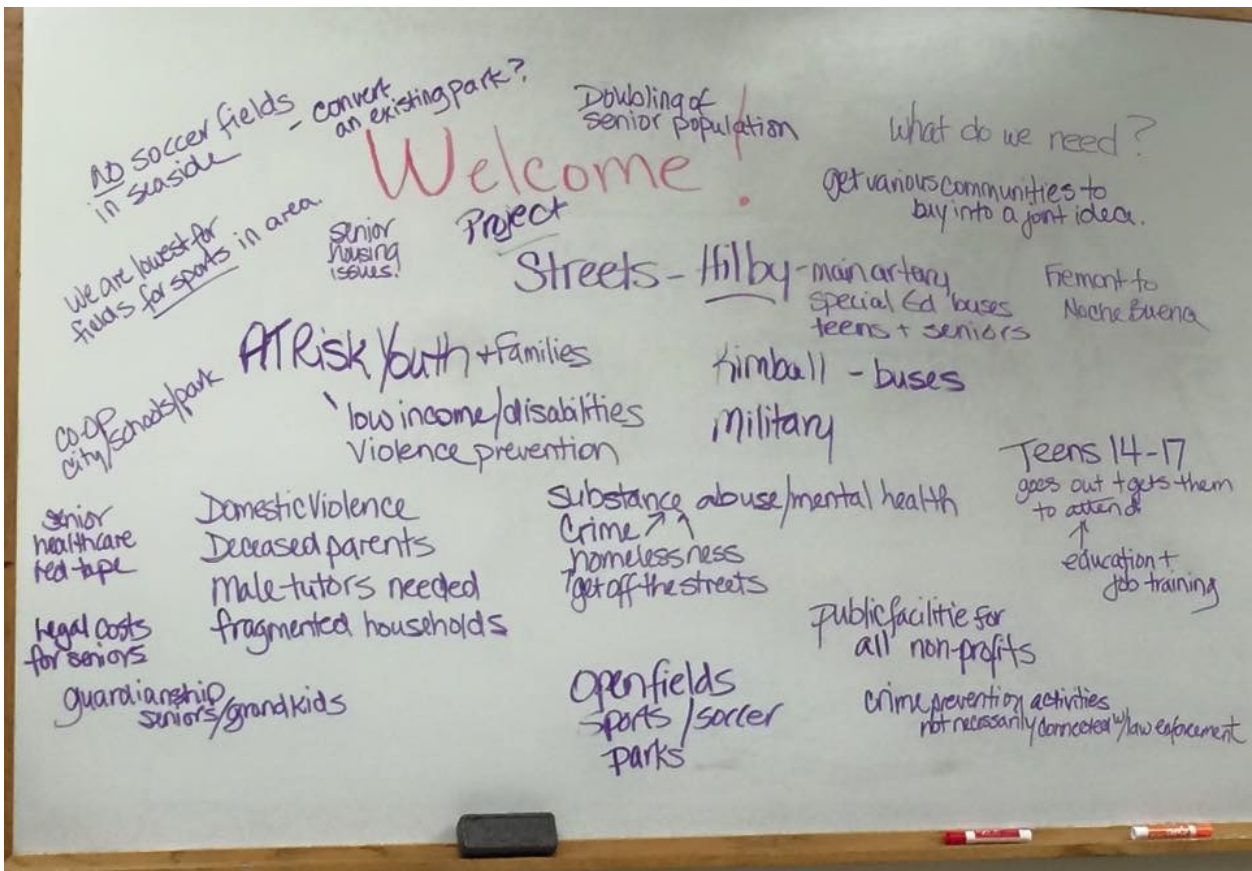 NO soccer fields - convert
an existing park?
in seaside
Doubling of
senior population
what do we need?
Welcome!
get various communities to
buy into a joint idea.
we are lowest for
fields for sports in area.
senior
housing
issues!
Project
Streets - Hilby - main artary
special Ed buses
teens + seniors
Fremont to
Noche Buena
AT Risk Youth + families
low income/disabilities
Violence prevention
Kimball - buses
Military
CO-OP
city/schools/park
Teens 14-17
goes out + gets them
to attend.
↑
education +
job training
senior
healthcare
red tape
Domestic Violence
Deceased parents
Male-tutors needed
fragmented households
substance abuse/mental health
Crime ↗ ↑
homelessness
get off the streets
Legal costs
for seniors
guardianship
seniors/grandkids
public facilitie for
all non-profits
open fields
sports / soccer
parks
crime prevention activities
not necessarily connected w/law enforcement